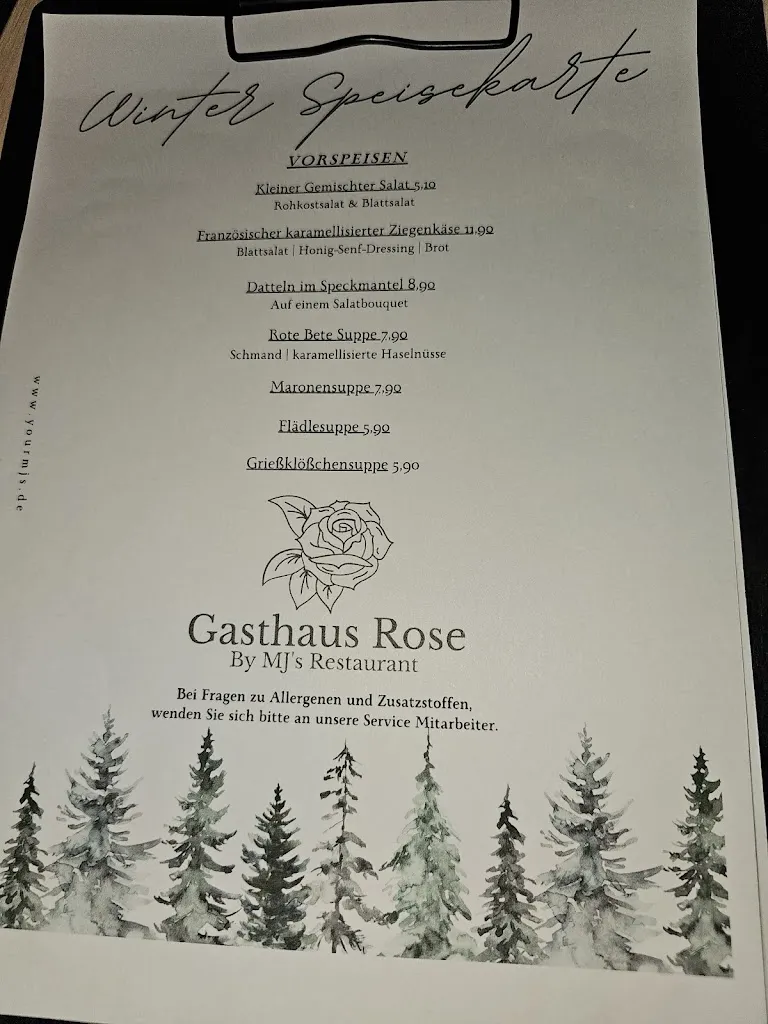 Winter Speisekarte
VORSPEISEN
Kleiner Gemischter Salat 5,10
Rohkostsalat & Blattsalat
Französischer karamellisierter Ziegenkäse 11,90
Blattsalat | Honig-Senf-Dressing | Brot
Datteln im Speckmantel 8,90
Auf einem Salatbouquet
Rote Bete Suppe 7,90
Schmand | karamellisierte Haselnüsse
Maronensuppe 7,90
Flädlesuppe 5,90
Grießklößchensuppe 5,90
www.yourmjs.de
Gasthaus Rose
By MJ's Restaurant
Bei Fragen zu Allergenen und Zusatzstoffen,
wenden Sie sich bitte an unsere Service Mitarbeiter.